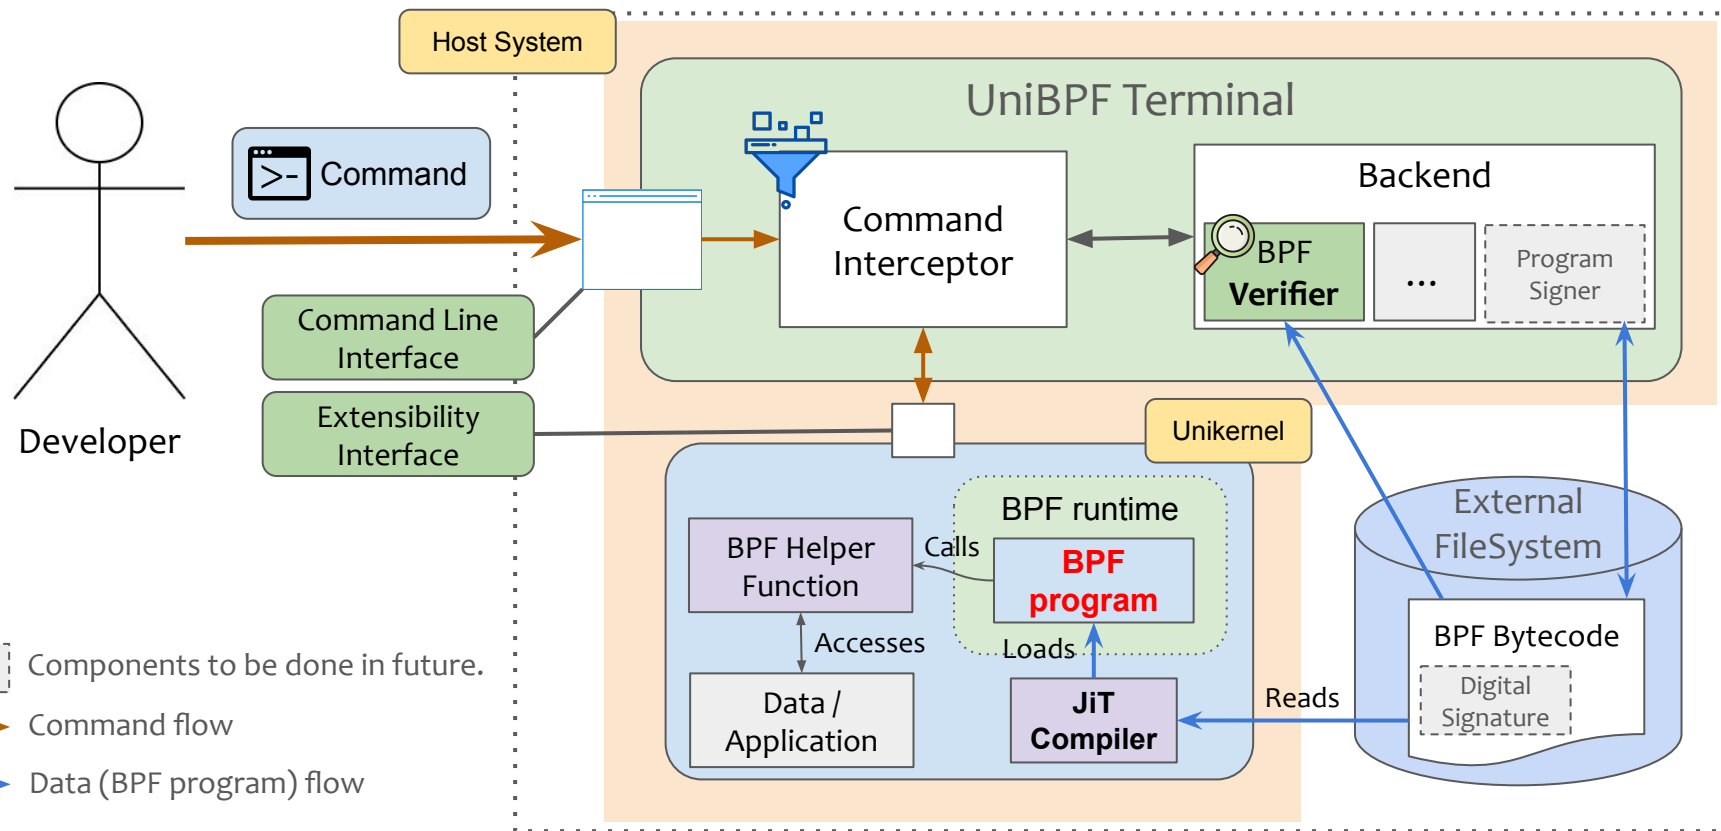 Host System
UniBPF Terminal
>- Command
Command
Interceptor
Backend
BPF
Verifier
...
Program
Signer
Command Line
Interface
Extensibility
Interface
Developer
Unikernel
External
FileSystem
BPF runtime
BPF Helper
Function
Calls
BPF
program
Accesses
Loads
Data /
Application
JiT
Compiler
Reads
BPF Bytecode
Digital
Signature
Components to be done in future.
Command flow
Data (BPF program) flow